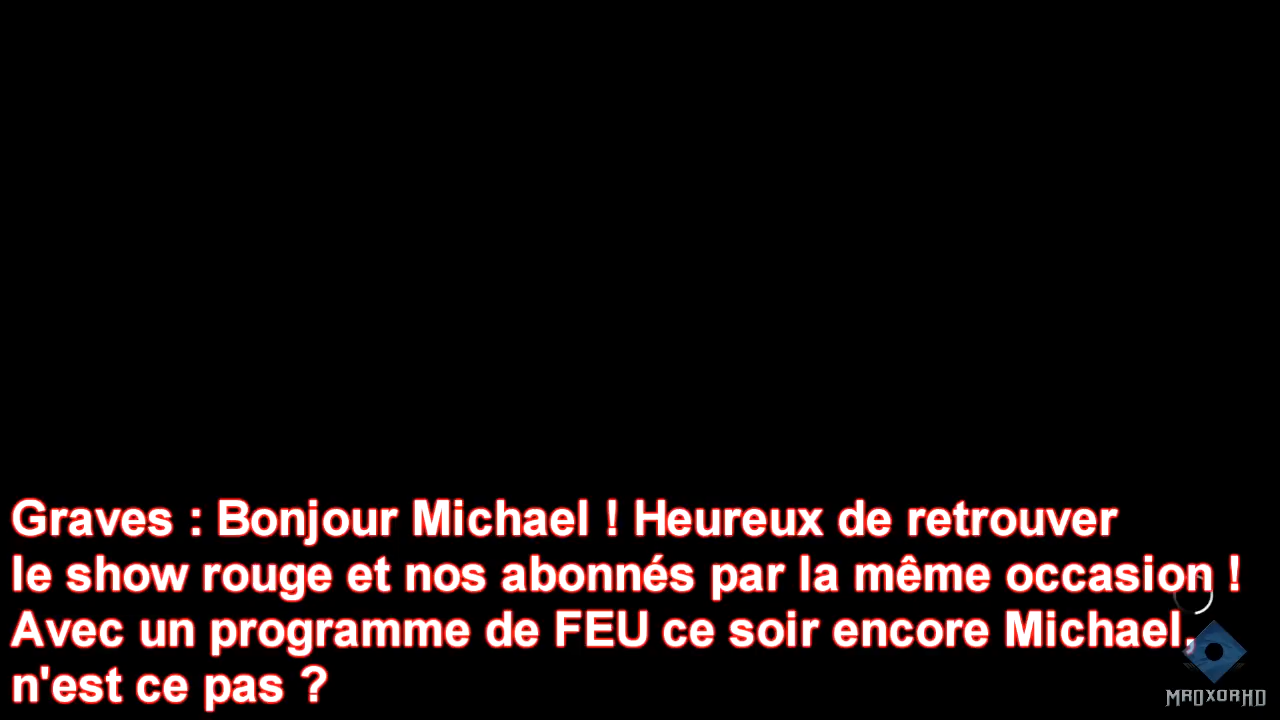 Graves : Bonjour Michael ! Heureux de retrouver
le show rouge et nos abonnés par la même occasion !
Avec un programme de FEU ce soir encore Michael,
n'est ce pas ?
MADXORHD